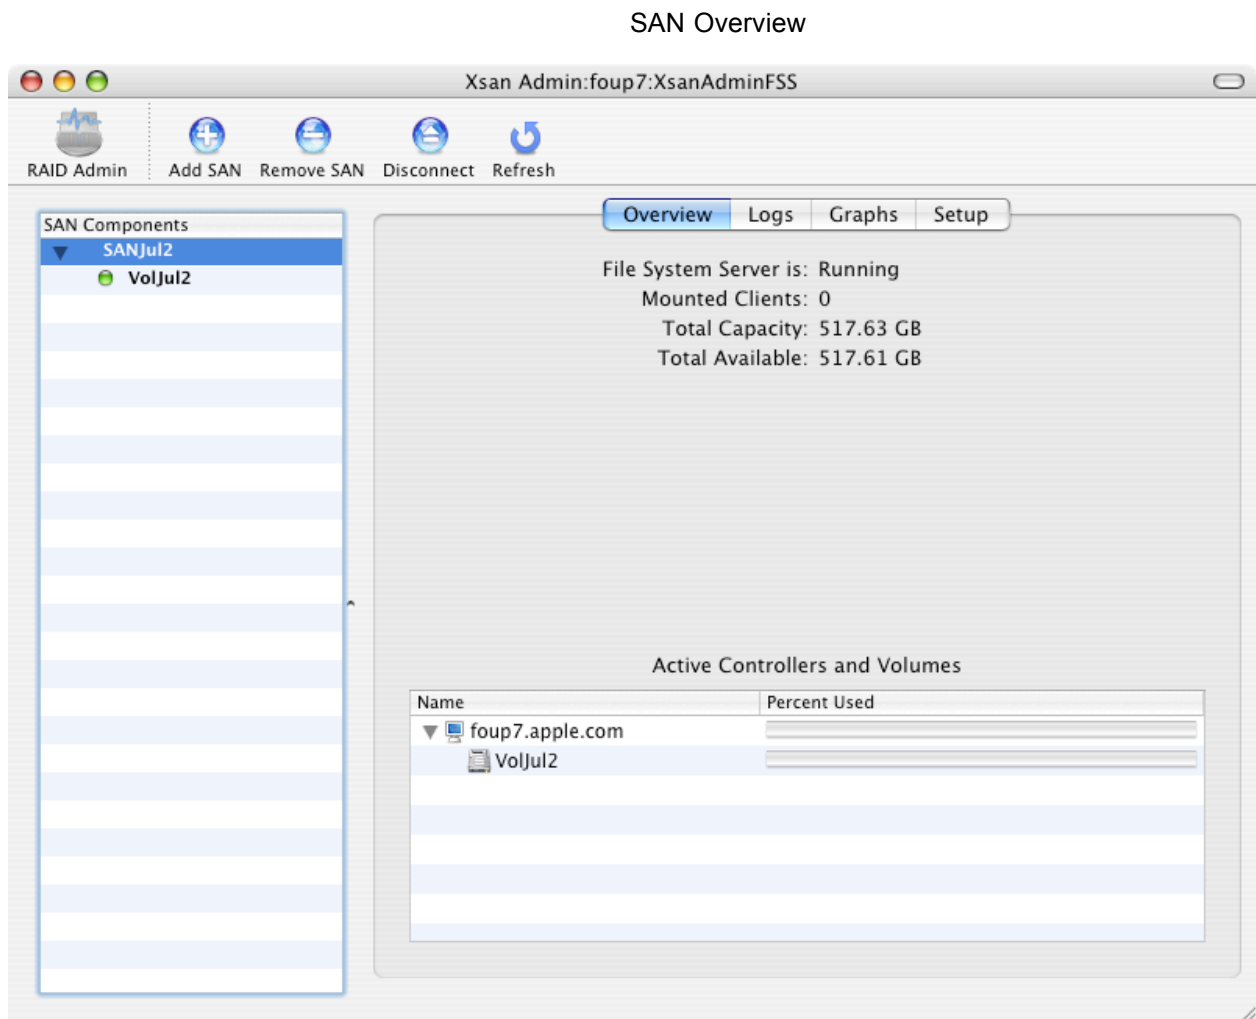 SAN Overview
Xsan Admin:foup7:XsanAdminFSS
RAID Admin Add SAN Remove SAN Disconnect Refresh
SAN Components
SANJul2
VolJul2
Overview Logs Graphs Setup
File System Server is: Running
Mounted Clients: 0
Total Capacity: 517.63 GB
Total Available: 517.61 GB
Active Controllers and Volumes
Name Percent Used
foup7.apple.com
VolJul2